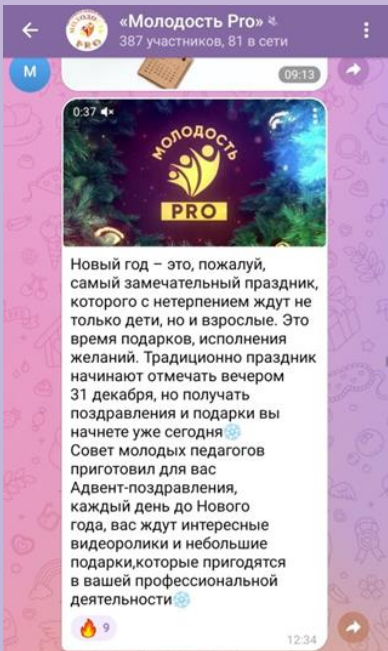 «Молодость Pro»
387 участников, 81 в сети
М
09:13
0:37
МОЛОДОСТЬ
PRO
Новый год – это, пожалуй,
самый замечательный праздник,
которого с нетерпением ждут не
только дети, но и взрослые. Это
время подарков, исполнения
желаний. Традиционно праздник
начинают отмечать вечером
31 декабря, но получать
поздравления и подарки вы
начнете уже сегодня❄️
Совет молодых педагогов
приготовил для вас
Адвент-поздравления,
каждый день до Нового
года, вас ждут интересные
видеоролики и небольшие
подарки,которые пригодятся
в вашей профессиональной
деятельности❄️
🔥 9
12:34